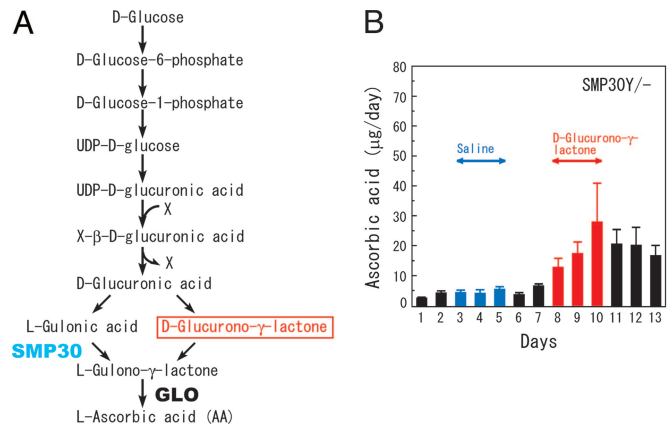 A
D-Glucose
D-Glucose-6-phosphate
D-Glucose-1-phosphate
UDP-D-glucose
UDP-D-glucuronic acid
X
X-β-D-glucuronic acid
X
D-Glucuronic acid
L-Gulonic acid
D-Glucurono-γ-lactone
SMP30
L-Gulono-γ-lactone
GLO
L-Ascorbic acid (AA)
B
SMP30Y/-
Ascorbic acid (μg/day)
80
70
60
50
40
30
20
10
0
Saline
D-Glucurono-γ-
lactone
1 2 3 4 5 6 7 8 9 10 11 12 13
Days